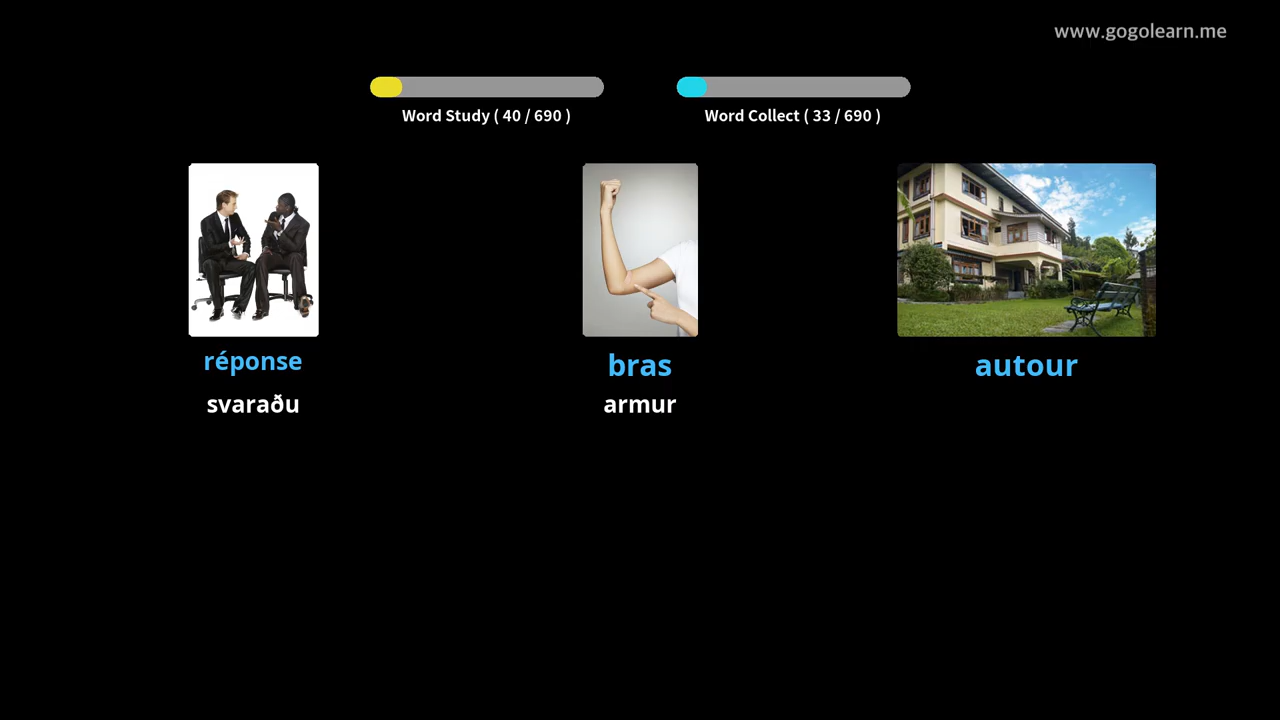 www.gogolearn.me
Word Study ( 40 / 690 )
Word Collect ( 33 / 690 )
réponse
bras
autour
svaraðu
armur